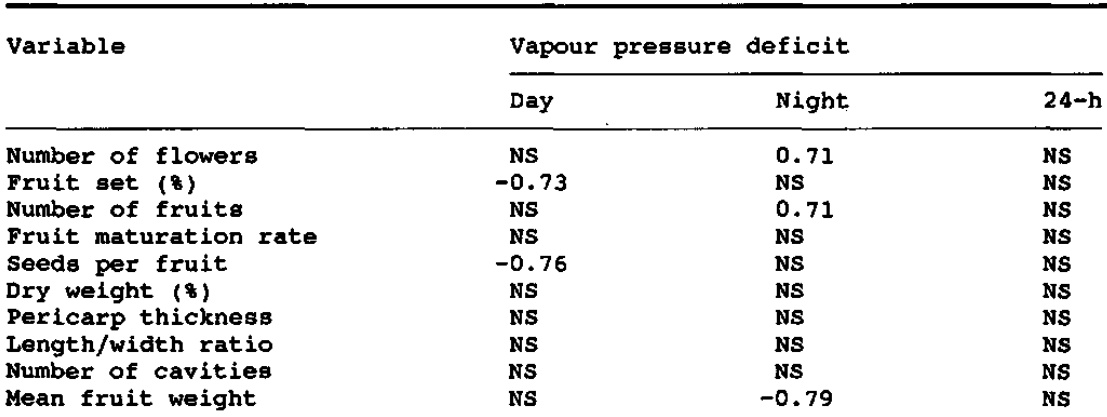 Variable Vapour pressure deficit
Day Night 24-h
Number of flowers NS 0.71 NS
Fruit set (%) -0.73 NS NS
Number of fruits NS 0.71 NS
Fruit maturation rate NS NS NS
Seeds per fruit -0.76 NS NS
Dry weight (%) NS NS NS
Pericarp thickness NS NS NS
Length/width ratio NS NS NS
Number of cavities NS NS NS
Mean fruit weight NS -0.79 NS